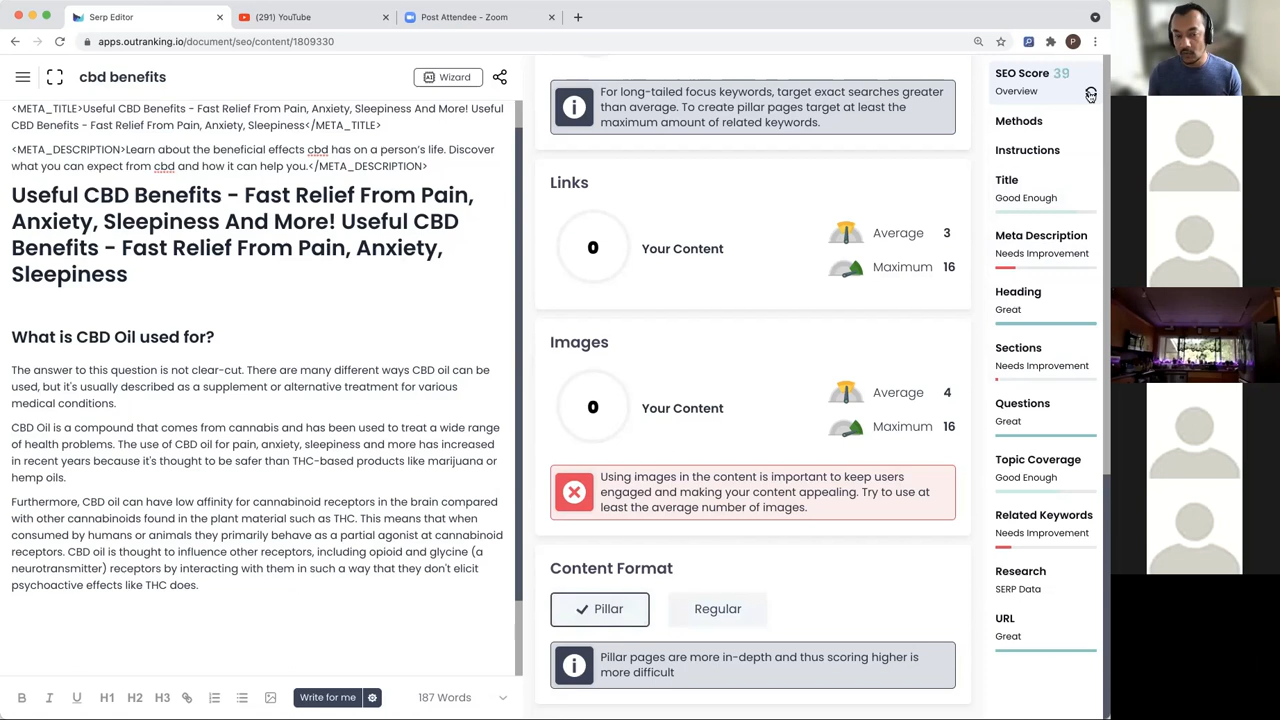 Serp Editor
(291) YouTube
Post Attendee - Zoom
apps.outranking.io/document/seo/content/1809330
P
cbd benefits
AI Wizard
<META_TITLE>Useful CBD Benefits - Fast Relief From Pain, Anxiety, Sleepiness And More! Useful
CBD Benefits - Fast Relief From Pain, Anxiety, Sleepiness</META_TITLE>
<META_DESCRIPTION>Learn about the beneficial effects cbd has on a person's life. Discover
what you can expect from cbd and how it can help you.</META_DESCRIPTION>
Useful CBD Benefits - Fast Relief From Pain,
Anxiety, Sleepiness And More! Useful CBD
Benefits - Fast Relief From Pain, Anxiety,
Sleepiness
What is CBD Oil used for?
The answer to this question is not clear-cut. There are many different ways CBD oil can be
used, but it's usually described as a supplement or alternative treatment for various
medical conditions.
CBD Oil is a compound that comes from cannabis and has been used to treat a wide range
of health problems. The use of CBD oil for pain, anxiety, sleepiness and more has increased
in recent years because it's thought to be safer than THC-based products like marijuana or
hemp oils.
Furthermore, CBD oil can have low affinity for cannabinoid receptors in the brain compared
with other cannabinoids found in the plant material such as THC. This means that when
consumed by humans or animals they primarily behave as a partial agonist at cannabinoid
receptors. CBD oil is thought to influence other receptors, including opioid and glycine (a
neurotransmitter) receptors by interacting with them in such a way that they don't elicit
psychoactive effects like THC does.
B I U H1 H2 H3
Write for me
187 Words
For long-tailed focus keywords, target exact searches greater
than average. To create pillar pages target at least the
maximum amount of related keywords.
Links
0
Your Content
Average 3
Maximum 16
Images
0
Your Content
Average 4
Maximum 16
Using images in the content is important to keep users
engaged and making your content appealing. Try to use at
least the average number of images.
Content Format
Pillar
Regular
Pillar pages are more in-depth and thus scoring higher is
more difficult
SEO Score 39
Overview
Methods
Instructions
Title
Good Enough
Meta Description
Needs Improvement
Heading
Great
Sections
Needs Improvement
Questions
Great
Topic Coverage
Good Enough
Related Keywords
Needs Improvement
Research
SERP Data
URL
Great